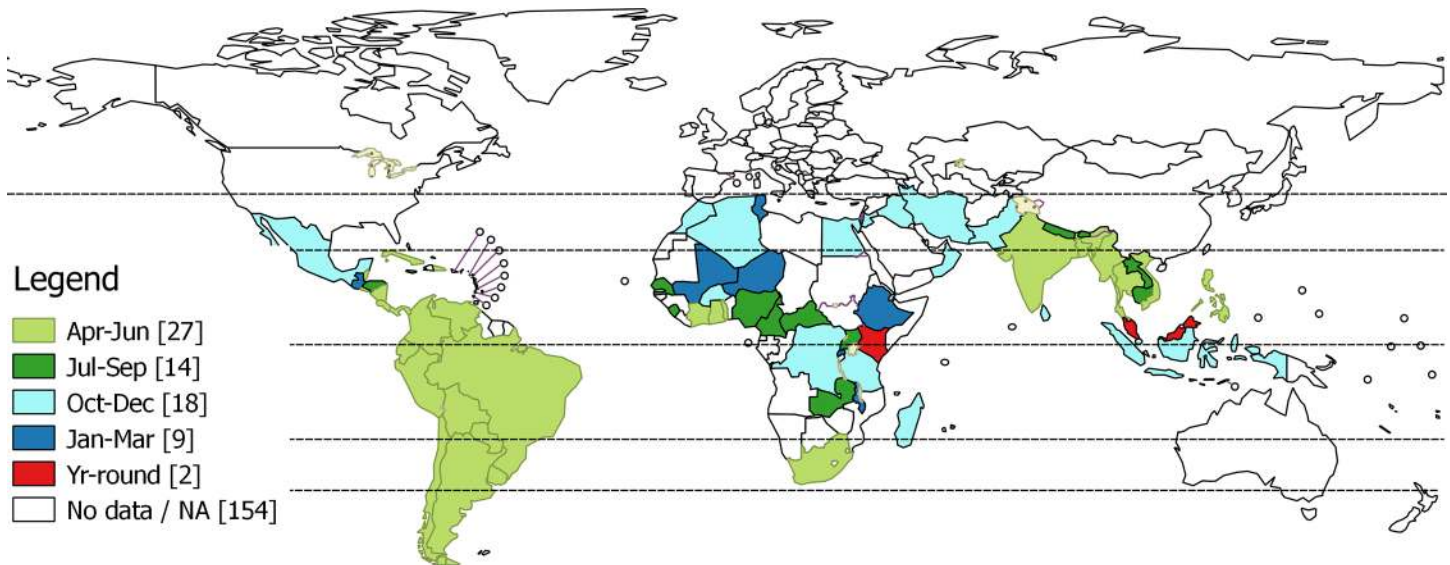 Legend
Apr-Jun [27]
Jul-Sep [14]
Oct-Dec [18]
Jan-Mar [9]
Yr-round [2]
No data / NA [154]